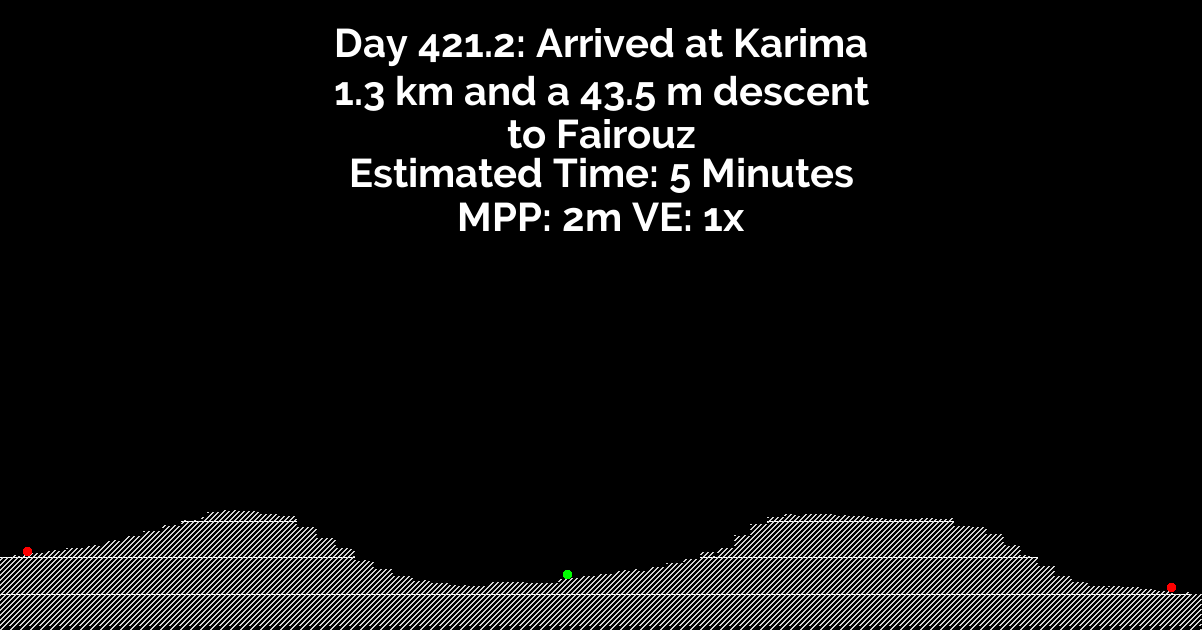 Day 421.2: Arrived at Karima
1.3 km and a 43.5 m descent
to Fairouz
Estimated Time: 5 Minutes
MPP: 2m VE: 1x